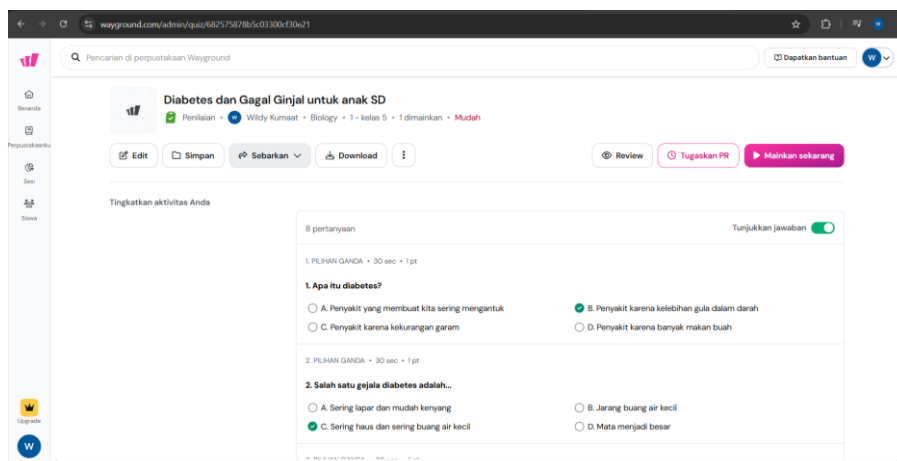 wayground.com/admin/quiz/682575878b5c03300cf30e21
Pencarian di perpustakaan Wayground
Dapatkan bantuan
W
Beranda
Perpustakaanku
Sesi
Siswa
Upgrade
W
Diabetes dan Gagal Ginjal untuk anak SD
Penilaian • W Wildy Kumaat • Biology • 1 - kelas 5 • 1 dimainkan • Mudah
Edit
Simpan
Sebarkan
Download
Review
Tugaskan PR
Mainkan sekarang
Tingkatkan aktivitas Anda
8 pertanyaan
Tunjukkan jawaban
1. PILIHAN GANDA • 30 sec • 1 pt
1. Apa itu diabetes?
A. Penyakit yang membuat kita sering mengantuk
B. Penyakit karena kelebihan gula dalam darah
C. Penyakit karena kekurangan garam
D. Penyakit karena banyak makan buah
2. PILIHAN GANDA • 30 sec • 1 pt
2. Salah satu gejala diabetes adalah...
A. Sering lapar dan mudah kenyang
B. Jarang buang air kecil
C. Sering haus dan sering buang air kecil
D. Mata menjadi besar